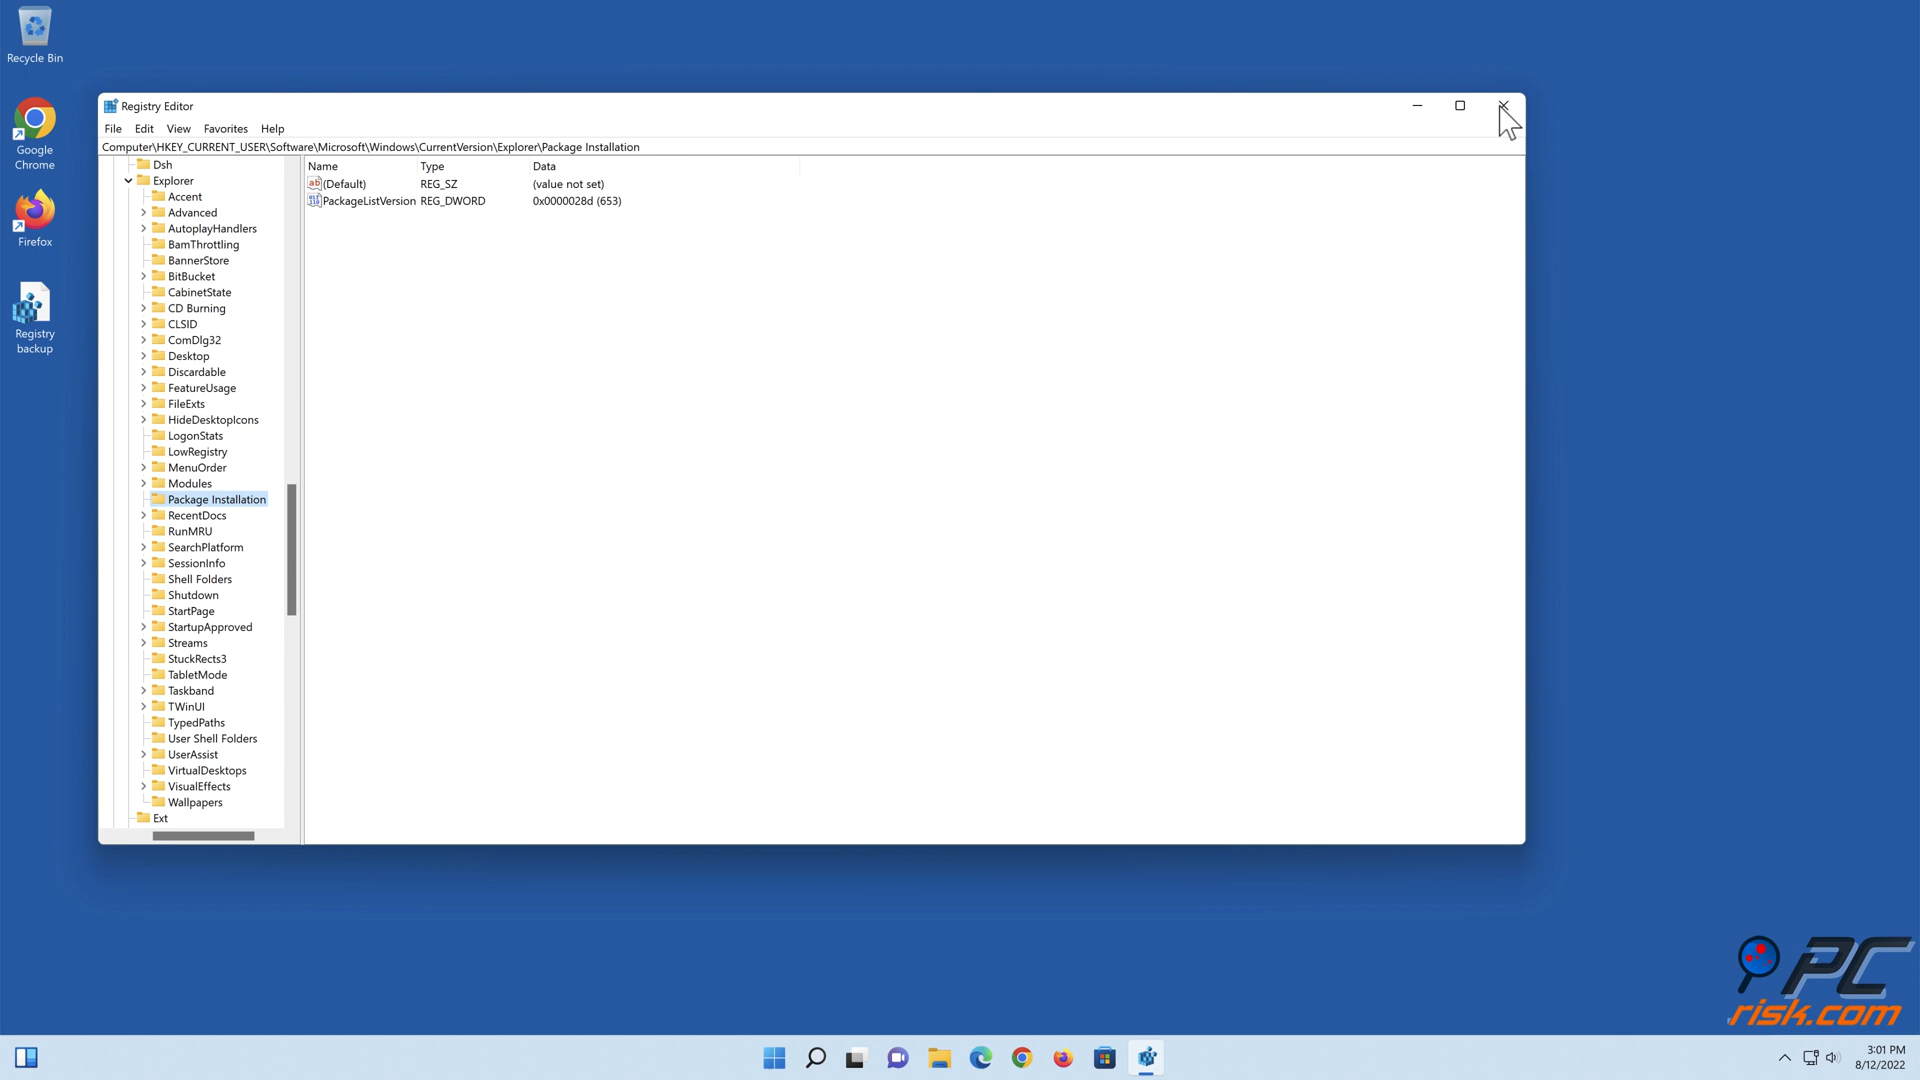 Recycle Bin
Google
Chrome
Firefox
Registry
backup
Registry Editor
File Edit View Favorites Help
Computer\HKEY_CURRENT_USER\Software\Microsoft\Windows\CurrentVersion\Explorer\Package Installation
Dsh
Explorer
Accent
Advanced
AutoplayHandlers
BamThrottling
BannerStore
BitBucket
CabinetState
CD Burning
CLSID
ComDlg32
Desktop
Discardable
FeatureUsage
FileExts
HideDesktopIcons
LogonStats
LowRegistry
MenuOrder
Modules
Package Installation
RecentDocs
RunMRU
SearchPlatform
SessionInfo
Shell Folders
Shutdown
StartPage
StartupApproved
Streams
StuckRects3
TabletMode
Taskband
TWinUI
TypedPaths
User Shell Folders
UserAssist
VirtualDesktops
VisualEffects
Wallpapers
Ext
Name Type Data
(Default) REG_SZ (value not set)
PackageListVersion REG_DWORD 0x0000028d (653)
PC
risk.com
3:01 PM
8/12/2022